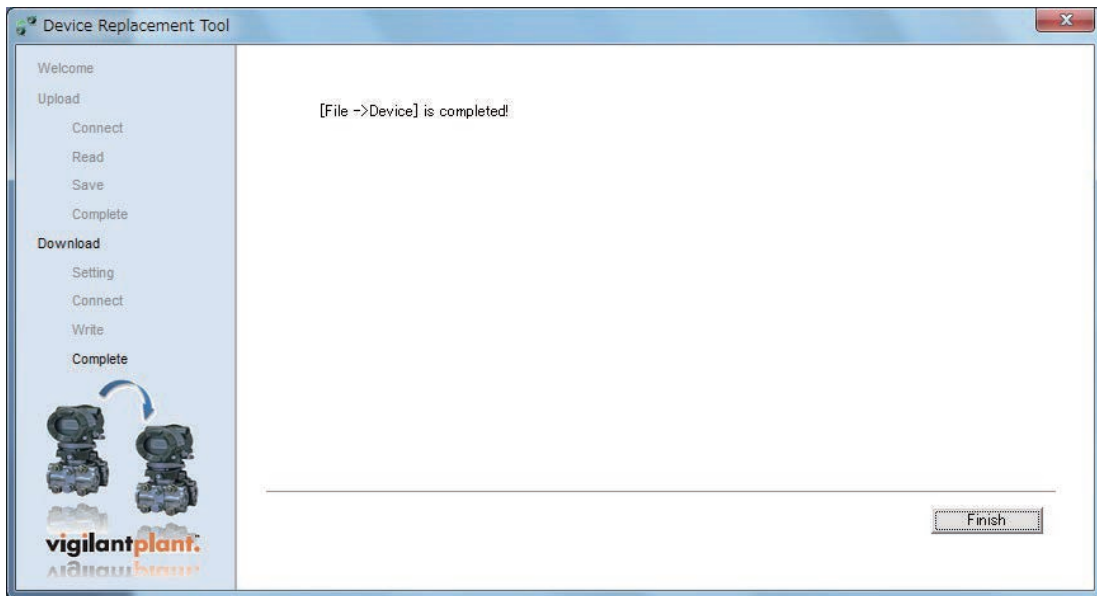 Device Replacement Tool
Welcome
Upload
Connect
Read
Save
Complete
Download
Setting
Connect
Write
Complete
vigilantplant.
[File ->Device] is completed!
Finish